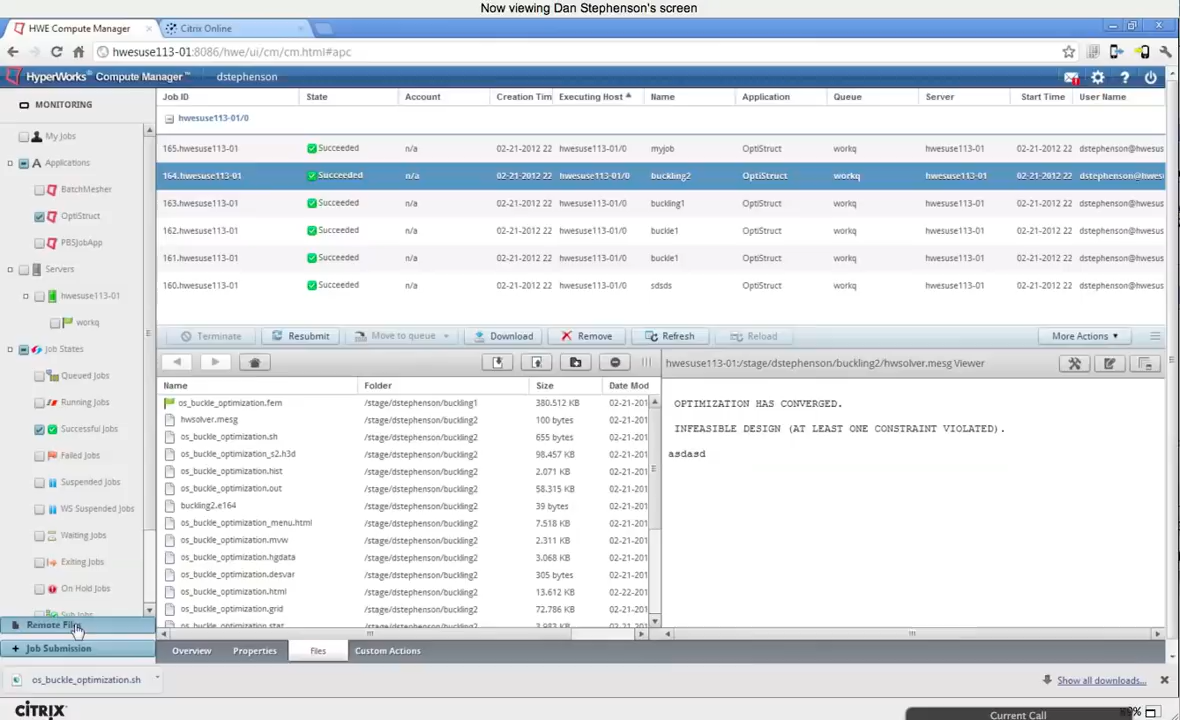 Now viewing Dan Stephenson's screen
HWE Compute Manager × Citrix Online ×
hwesuse113-01:8086/hwe/ui/cm/cm.html#apc
HyperWorks® Compute Manager™ dstephenson
MONITORING
My Jobs
Applications
BatchMesher
OptiStruct
PBSJobApp
Servers
hwesuse113-01
workq
Job States
Queued Jobs
Running Jobs
Successful Jobs
Failed Jobs
Suspended Jobs
WS Suspended Jobs
Waiting Jobs
Exiting Jobs
On Hold Jobs
Sub Jobs
Remote Files
+ Job Submission
Job ID State Account Creation Tim Executing Host Name Application Queue Server Start Time User Name
hwesuse113-01/0
165.hwesuse113-01 Succeeded n/a 02-21-2012 22 hwesuse113-01/0 myjob OptiStruct workq hwesuse113-01 02-21-2012 22 dstephenson@hwesus
164.hwesuse113-01 Succeeded n/a 02-21-2012 22 hwesuse113-01/0 buckling2 OptiStruct workq hwesuse113-01 02-21-2012 22 dstephenson@hwesus
163.hwesuse113-01 Succeeded n/a 02-21-2012 22 hwesuse113-01/0 buckling1 OptiStruct workq hwesuse113-01 02-21-2012 22 dstephenson@hwesus
162.hwesuse113-01 Succeeded n/a 02-21-2012 22 hwesuse113-01/0 buckle1 OptiStruct workq hwesuse113-01 02-21-2012 22 dstephenson@hwesus
161.hwesuse113-01 Succeeded n/a 02-21-2012 22 hwesuse113-01/0 buckle1 OptiStruct workq hwesuse113-01 02-21-2012 22 dstephenson@hwesus
160.hwesuse113-01 Succeeded n/a 02-21-2012 22 hwesuse113-01/0 sdsds OptiStruct workq hwesuse113-01 02-21-2012 22 dstephenson@hwesus
Terminate Resubmit Move to queue Download Remove Refresh Reload More Actions
Name Folder Size Date Mod
os_buckle_optimization.fem /stage/dstephenson/buckling1 380.512 KB 02-21-201
hwsolver.mesg /stage/dstephenson/buckling2 100 bytes 02-21-201
os_buckle_optimization.sh /stage/dstephenson/buckling2 655 bytes 02-21-201
os_buckle_optimization_s2.h3d /stage/dstephenson/buckling2 98.457 KB 02-21-201
os_buckle_optimization.hist /stage/dstephenson/buckling2 2.071 KB 02-21-201
os_buckle_optimization.out /stage/dstephenson/buckling2 58.315 KB 02-21-201
buckling2.e164 /stage/dstephenson/buckling2 39 bytes 02-21-201
os_buckle_optimization_menu.html /stage/dstephenson/buckling2 7.518 KB 02-21-201
os_buckle_optimization.mvw /stage/dstephenson/buckling2 2.311 KB 02-21-201
os_buckle_optimization.hgdata /stage/dstephenson/buckling2 3.068 KB 02-21-201
os_buckle_optimization.desvar /stage/dstephenson/buckling2 305 bytes 02-21-201
os_buckle_optimization.html /stage/dstephenson/buckling2 13.612 KB 02-22-201
os_buckle_optimization.grid /stage/dstephenson/buckling2 72.786 KB 02-21-201
os_buckle_optimization.stat /stage/dstephenson/buckling2 3.983 KB 02-21-201
hwesuse113-01:/stage/dstephenson/buckling2/hwsolver.mesg Viewer
OPTIMIZATION HAS CONVERGED.
INFEASIBLE DESIGN (AT LEAST ONE CONSTRAINT VIOLATED).
asdasd
Overview Properties Files Custom Actions
os_buckle_optimization.sh
Show all downloads...
CITRIX
Current Call